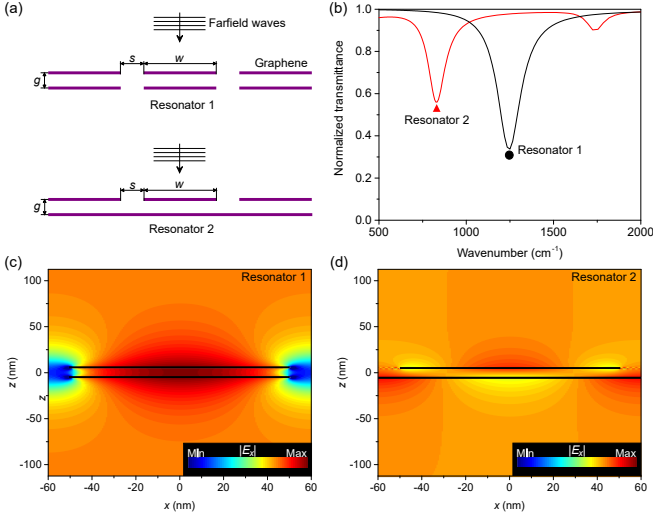 (a)
Farfield waves
s
w
Graphene
g
Resonator 1
s
w
g
Resonator 2
(b)
Normalized transmittance
1.0
0.8
0.6
0.4
0.2
0.0
Resonator 2
Resonator 1
500
1000
1500
2000
Wavenumber (cm-1)
(c)
Resonator 1
z (nm)
z
100
50
0
-50
-100
Min
|Ex|
Max
-60
-40
-20
0
20
40
60
x (nm)
(d)
Resonator 2
z (nm)
100
50
0
-50
-100
Min
|Ex|
Max
-60
-40
-20
0
20
40
60
x (nm)